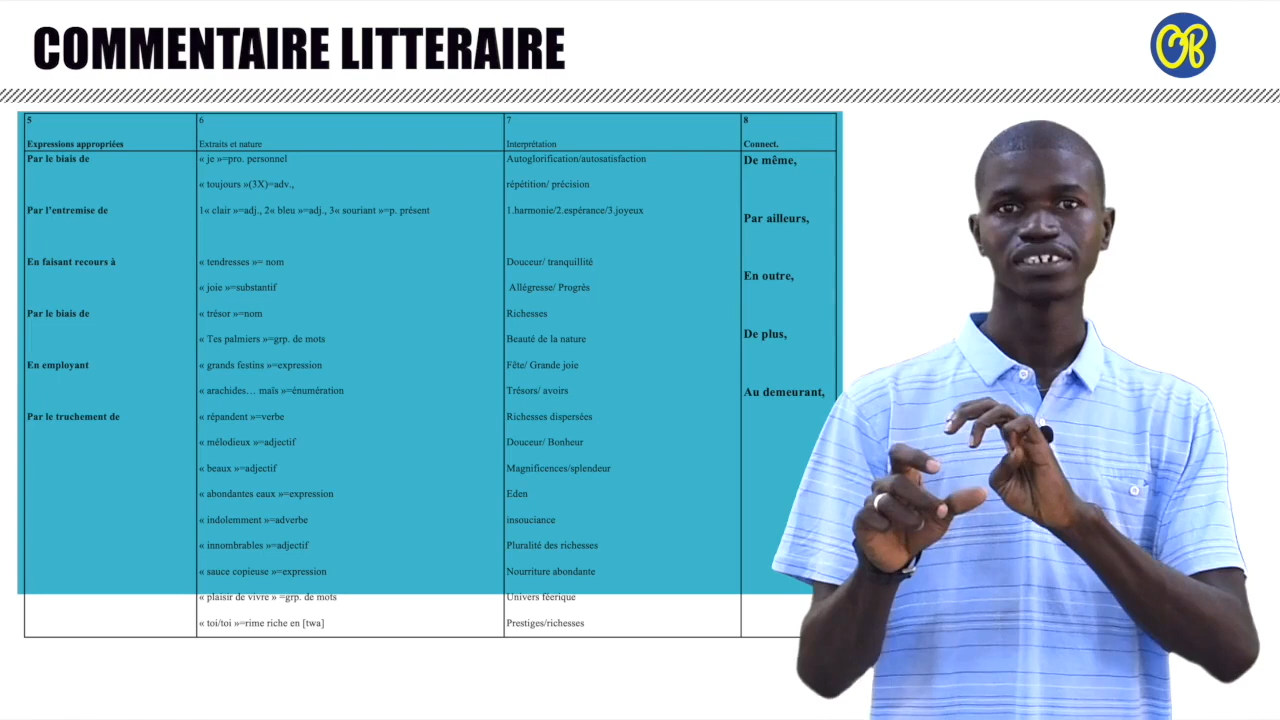 COMMENTAIRE LITTERAIRE
5 6 7 8
Expressions appropriées Extraits et nature Interprétation Connect.
Par le biais de « je »=pro. personnel Autoglorification/autosatisfaction De même,
« toujours »(3X)=adv., répétition/ précision
Par l'entremise de 1« clair »=adj., 2« bleu »=adj., 3« souriant »=p. présent 1.harmonie/2.espérance/3.joyeux Par ailleurs,
En faisant recours à « tendresses »= nom Douceur/ tranquillité En outre,
« joie »=substantif Allégresse/ Progrès
Par le biais de « trésor »=nom Richesses
« Tes palmiers »=grp. de mots Beauté de la nature De plus,
En employant « grands festins »=expression Fête/ Grande joie
« arachides… maïs »=énumération Trésors/ avoirs Au demeurant,
Par le truchement de « répandent »=verbe Richesses dispersées
« mélodieux »=adjectif Douceur/ Bonheur
« beaux »=adjectif Magnificences/splendeur
« abondantes eaux »=expression Eden
« indolemment »=adverbe insouciance
« innombrables »=adjectif Pluralité des richesses
« sauce copieuse »=expression Nourriture abondante
« plaisir de vivre » =grp. de mots Univers féerique
« toi/toi »=rime riche en [twa] Prestiges/richesses